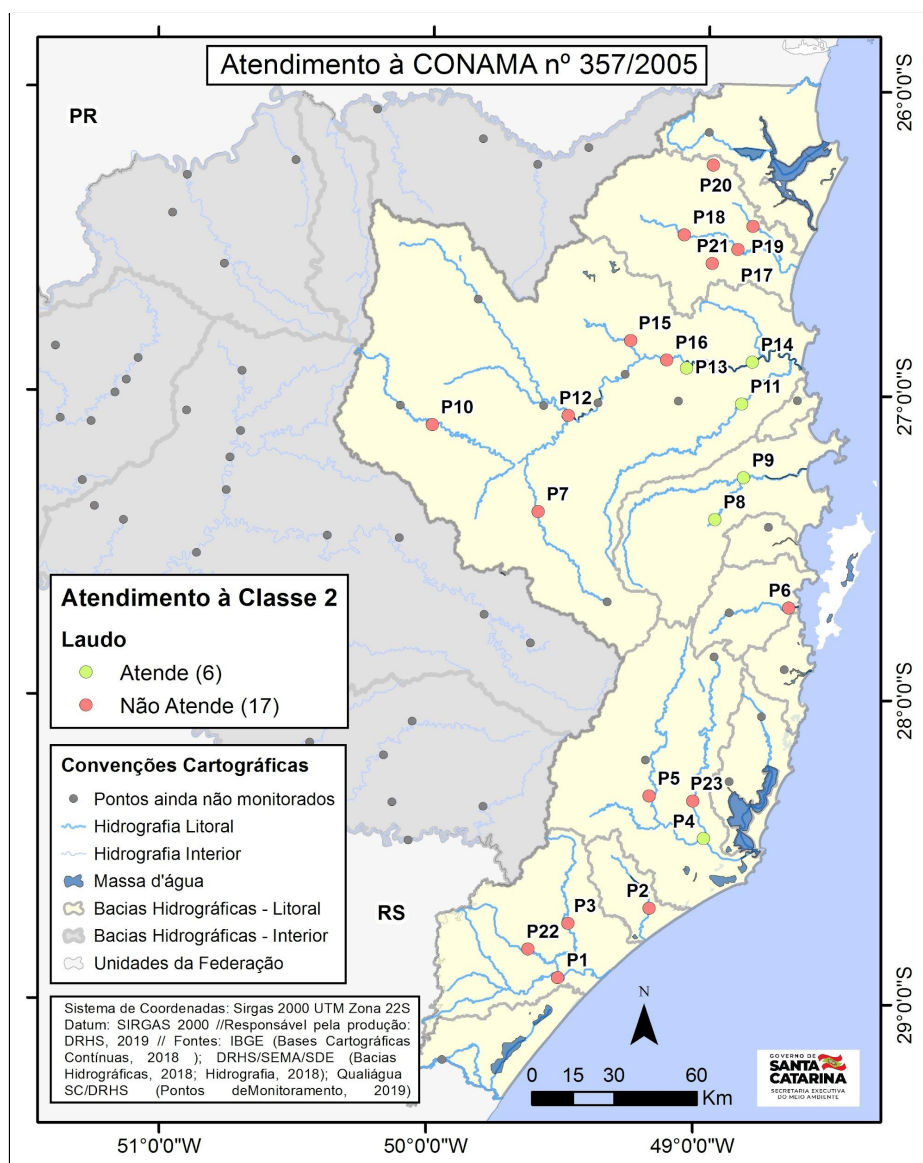 Atendimento à CONAMA nº 357/2005
PR
26°0'0"S
P20
P18
P21
P19
P17
P15
P16
P14
P13
27°0'0"S
P12
P11
P10
P9
P7
P8
P6
Atendimento à Classe 2
Laudo
Atende (6)
Não Atende (17)
28°0'0"S
P5
P23
P4
Convenções Cartográficas
Pontos ainda não monitorados
Hidrografia Litoral
Hidrografia Interior
Massa d'água
Bacias Hidrográficas - Litoral
Bacias Hidrográficas - Interior
Unidades da Federação
RS
P2
P3
P22
P1
29°0'0"S
Sistema de Coordenadas: Sirgas 2000 UTM Zona 22S
Datum: SIRGAS 2000 //Responsável pela produção:
DRHS, 2019 // Fontes: IBGE (Bases Cartográficas
Contínuas, 2018 ); DRHS/SEMA/SDE (Bacias
Hidrográficas, 2018; Hidrografia, 2018); Qualiágua
SC/DRHS (Pontos deMonitoramento, 2019)
N
0 15 30 60
Km
GOVERNO DE
SANTA
CATARINA
SECRETARIA EXECUTIVA
DO MEIO AMBIENTE
51°0'0"W
50°0'0"W
49°0'0"W